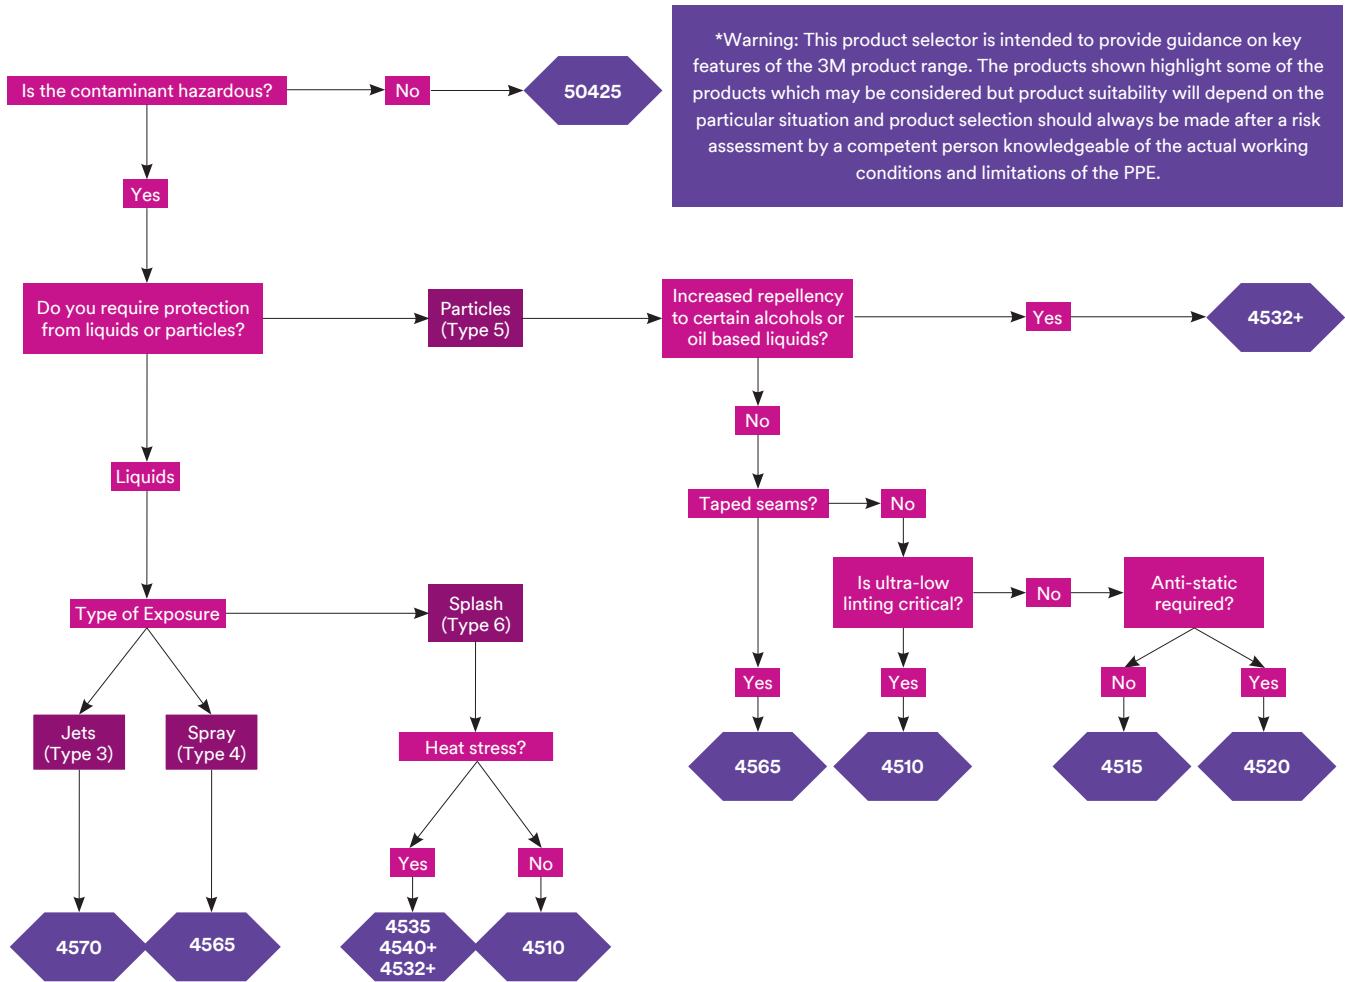 Is the contaminant hazardous?
No
50425
*Warning: This product selector is intended to provide guidance on key
features of the 3M product range. The products shown highlight some of the
products which may be considered but product suitability will depend on the
particular situation and product selection should always be made after a risk
assessment by a competent person knowledgeable of the actual working
conditions and limitations of the PPE.
Yes
Do you require protection
from liquids or particles?
Particles
(Type 5)
Increased repellency
to certain alcohols or
oil based liquids?
Yes
4532+
No
Liquids
Taped seams?
No
Is ultra-low
linting critical?
No
Anti-static
required?
Type of Exposure
Splash
(Type 6)
Yes
Yes
No
Yes
Jets
(Type 3)
Spray
(Type 4)
Heat stress?
4565
4510
4515
4520
Yes
No
4570
4565
4535
4540+
4532+
4510